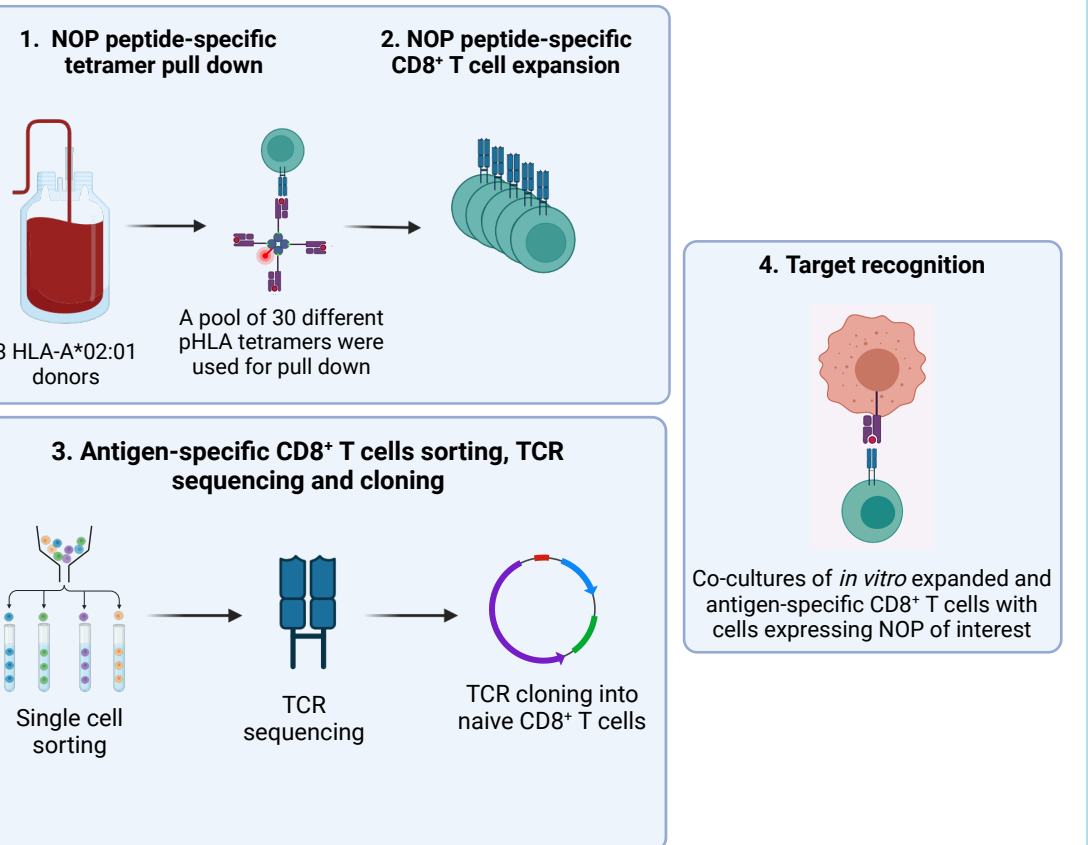 1. NOP peptide-specific
tetramer pull down
2. NOP peptide-specific
CD8⁺ T cell expansion
HLA-A*02:01
donors
A pool of 30 different
pHLA tetramers were
used for pull down
3. Antigen-specific CD8⁺ T cells sorting, TCR
sequencing and cloning
Single cell
sorting
TCR
sequencing
TCR cloning into
naive CD8⁺ T cells
4. Target recognition
Co-cultures of in vitro expanded and
antigen-specific CD8⁺ T cells with
cells expressing NOP of interest